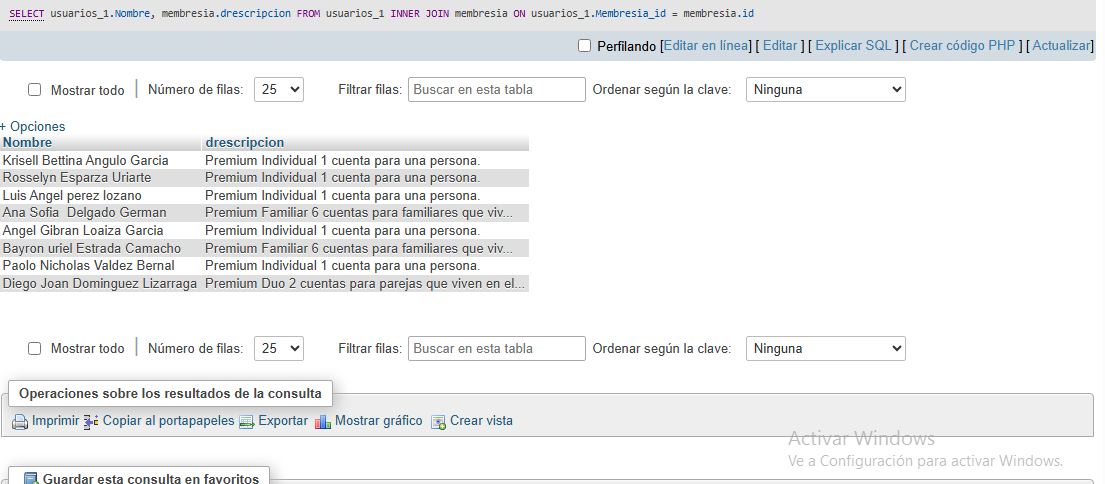 SELECT usuarios_1.Nombre, membresia.drescripcion FROM usuarios_1 INNER JOIN membresia ON usuarios_1.Membresia_id = membresia.id
Perfilando [Editar en línea] [ Editar ] [ Explicar SQL ] [ Crear código PHP ] [ Actualizar]
Mostrar todo | Número de filas: 25 Filtrar filas: Buscar en esta tabla Ordenar según la clave: Ninguna
+ Opciones
Nombre drescripcion
Krisell Bettina Angulo Garcia Premium Individual 1 cuenta para una persona.
Rosselyn Esparza Uriarte Premium Individual 1 cuenta para una persona.
Luis Angel perez lozano Premium Individual 1 cuenta para una persona.
Ana Sofia  Delgado German Premium Familiar 6 cuentas para familiares que viv...
Angel Gibran Loaiza Garcia Premium Individual 1 cuenta para una persona.
Bayron uriel Estrada Camacho Premium Familiar 6 cuentas para familiares que viv...
Paolo Nicholas Valdez Bernal Premium Individual 1 cuenta para una persona.
Diego Joan Dominguez Lizarraga Premium Duo 2 cuentas para parejas que viven en el...
Mostrar todo | Número de filas: 25 Filtrar filas: Buscar en esta tabla Ordenar según la clave: Ninguna
Operaciones sobre los resultados de la consulta
Imprimir Copiar al portapapeles Exportar Mostrar gráfico Crear vista
Activar Windows
Ve a Configuración para activar Windows.
Guardar esta consulta en favoritos